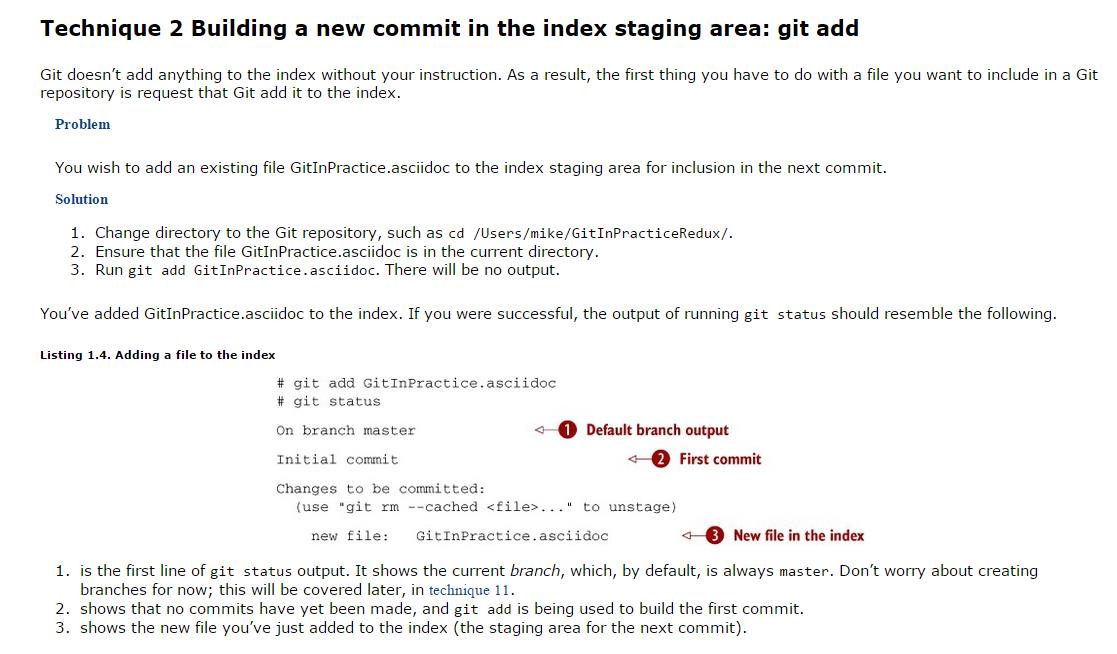 Technique 2 Building a new commit in the index staging area: git add
Git doesn’t add anything to the index without your instruction. As a result, the first thing you have to do with a file you want to include in a Git
repository is request that Git add it to the index.
Problem
You wish to add an existing file GitInPractice.asciidoc to the index staging area for inclusion in the next commit.
Solution
1. Change directory to the Git repository, such as cd /Users/mike/GitInPracticeRedux/.
2. Ensure that the file GitInPractice.asciidoc is in the current directory.
3. Run git add GitInPractice.asciidoc. There will be no output.
You’ve added GitInPractice.asciidoc to the index. If you were successful, the output of running git status should resemble the following.
Listing 1.4. Adding a file to the index
# git add GitInPractice.asciidoc
# git status
On branch master 1 Default branch output
Initial commit 2 First commit
Changes to be committed:
(use "git rm --cached <file>..." to unstage)
new file: GitInPractice.asciidoc 3 New file in the index
1. is the first line of git status output. It shows the current branch, which, by default, is always master. Don’t worry about creating
branches for now; this will be covered later, in technique 11.
2. shows that no commits have yet been made, and git add is being used to build the first commit.
3. shows the new file you’ve just added to the index (the staging area for the next commit).